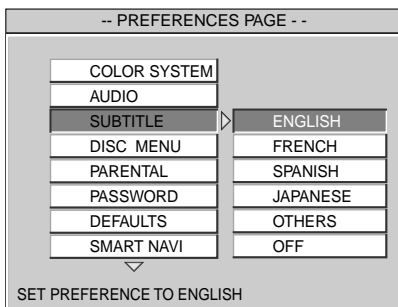 -- PREFERENCES PAGE - -
COLOR SYSTEM
AUDIO
SUBTITLE
DISC MENU
PARENTAL
PASSWORD
DEFAULTS
SMART NAVI
ENGLISH
FRENCH
SPANISH
JAPANESE
OTHERS
OFF
SET PREFERENCE TO ENGLISH